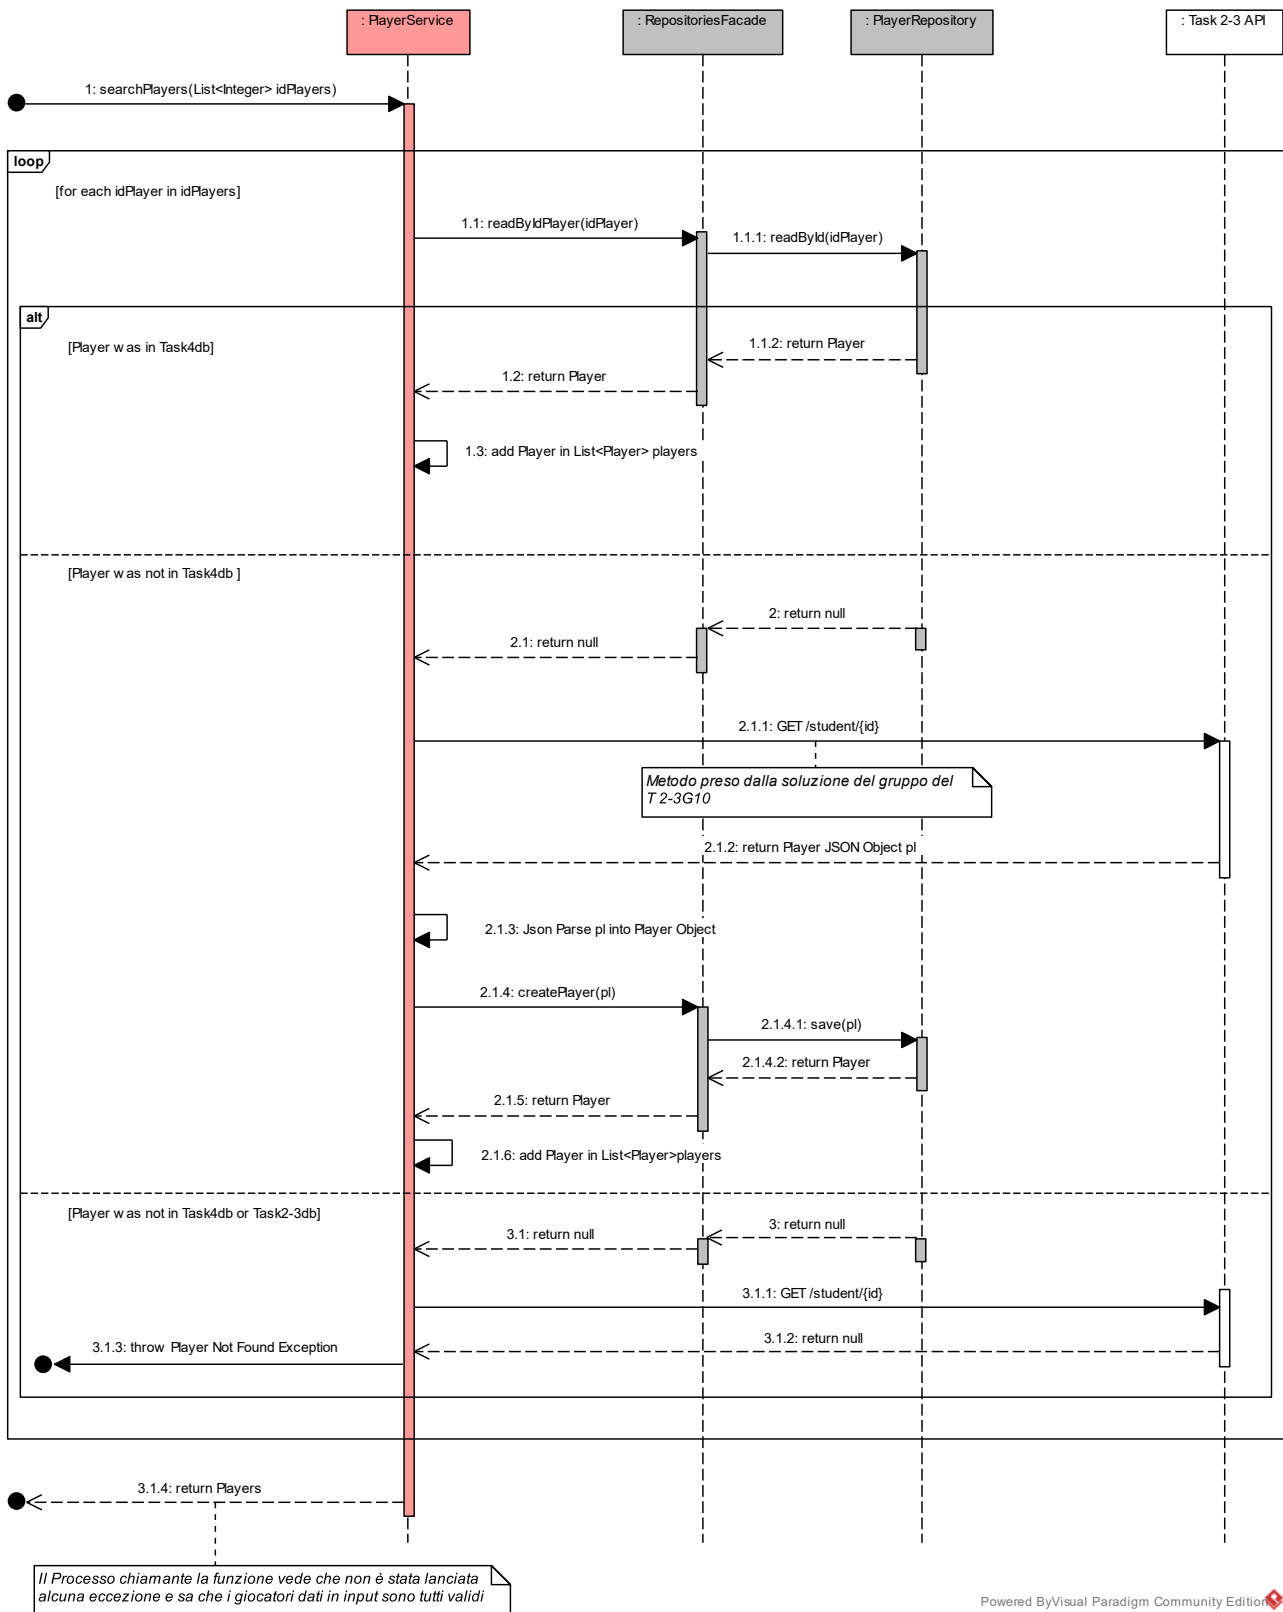 : PlayerService
: RepositoriesFacade
: PlayerRepository
: Task 2-3 API
1: searchPlayers(List<Integer> idPlayers)
loop
[for each idPlayer in idPlayers]
1.1: readByIdPlayer(idPlayer)
1.1.1: readById(idPlayer)
alt
[Player was in Task4db]
1.1.2: return Player
1.2: return Player
1.3: add Player in List<Player> players
[Player was not in Task4db ]
2: return null
2.1: return null
2.1.1: GET /student/{id}
Metodo preso dalla soluzione del gruppo del
T 2-3G10
2.1.2: return Player JSON Object pl
2.1.3: Json Parse pl into Player Object
2.1.4: createPlayer(pl)
2.1.4.1: save(pl)
2.1.4.2: return Player
2.1.5: return Player
2.1.6: add Player in List<Player>players
[Player was not in Task4db or Task2-3db]
3: return null
3.1: return null
3.1.1: GET /student/{id}
3.1.2: return null
3.1.3: throw Player Not Found Exception
3.1.4: return Players
Il Processo chiamante la funzione vede che non è stata lanciata
alcuna eccezione e sa che i giocatori dati in input sono tutti validi
Powered By Visual Paradigm Community Edition